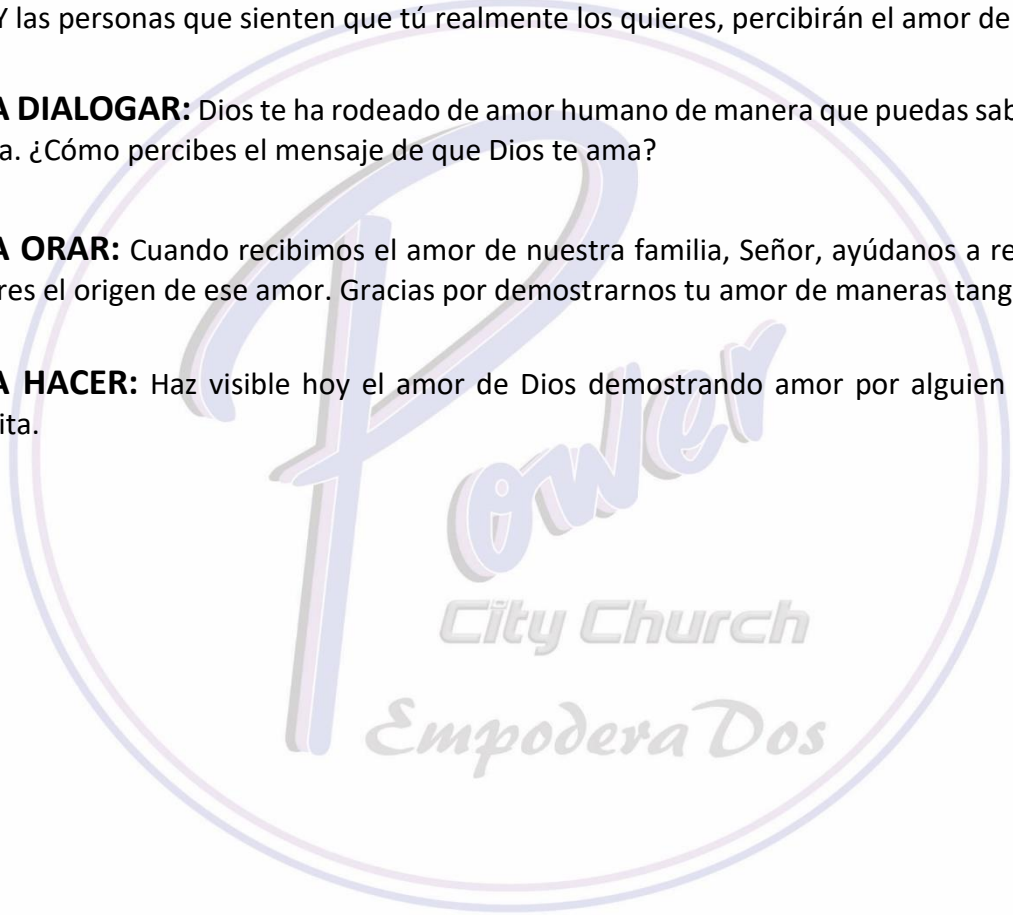 Y las personas que sienten que tú realmente los quieres, percibirán el amor de
A DIALOGAR: Dios te ha rodeado de amor humano de manera que puedas sab
a. ¿Cómo percibes el mensaje de que Dios te ama?
A ORAR: Cuando recibimos el amor de nuestra familia, Señor, ayúdanos a re
res el origen de ese amor. Gracias por demostrarnos tu amor de maneras tang
A HACER: Haz visible hoy el amor de Dios demostrando amor por alguien
ita.
Power
City Church
EmpoderaDos